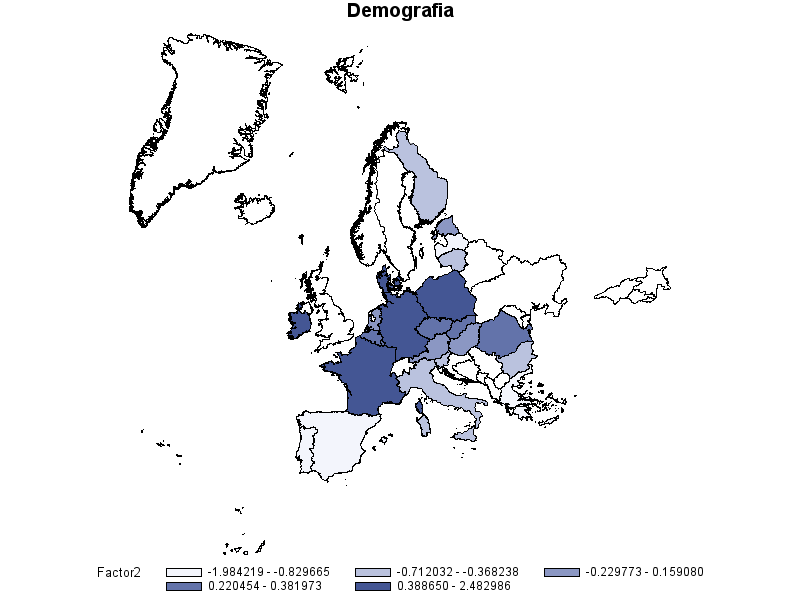 Demografia
Factor2 -1.984219 - -0.829665 -0.712032 - -0.368238 -0.229773 - 0.159080
0.220454 - 0.381973 0.388650 - 2.482986